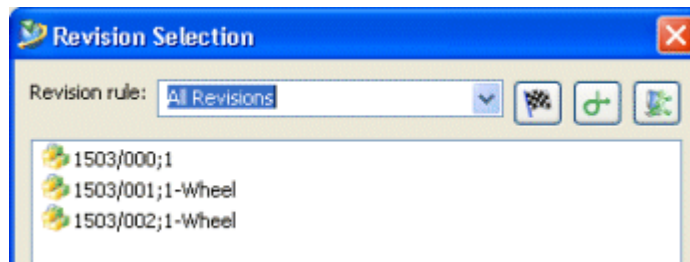 Revision Selection
Revision rule: All Revisions
1503/000;1
1503/001;1-Wheel
1503/002;1-Wheel